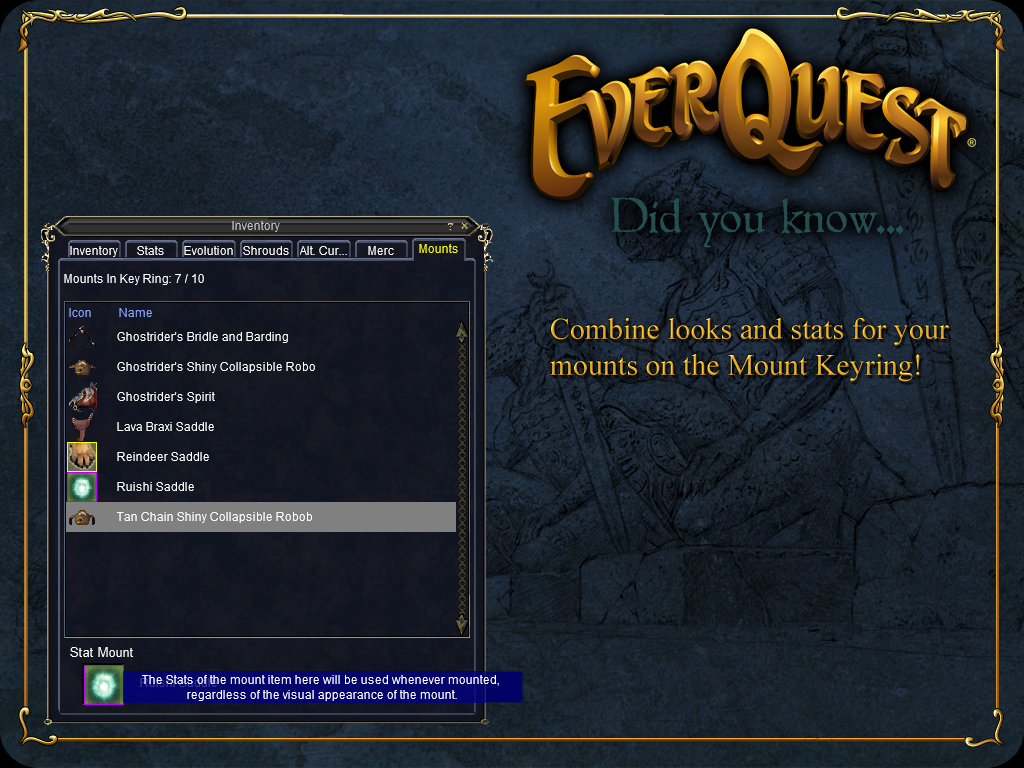 EverQuest®
Did you know...
Combine looks and stats for your
mounts on the Mount Keyring!
Inventory ? ×
Inventory Stats Evolution Shrouds Alt. Cur... Merc Mounts
Mounts In Key Ring: 7 / 10
Icon Name
Ghostrider's Bridle and Barding
Ghostrider's Shiny Collapsible Robo
Ghostrider's Spirit
Lava Braxi Saddle
Reindeer Saddle
Ruishi Saddle
Tan Chain Shiny Collapsible Robob
Stat Mount
The Stats of the mount item here will be used whenever mounted,
regardless of the visual appearance of the mount.